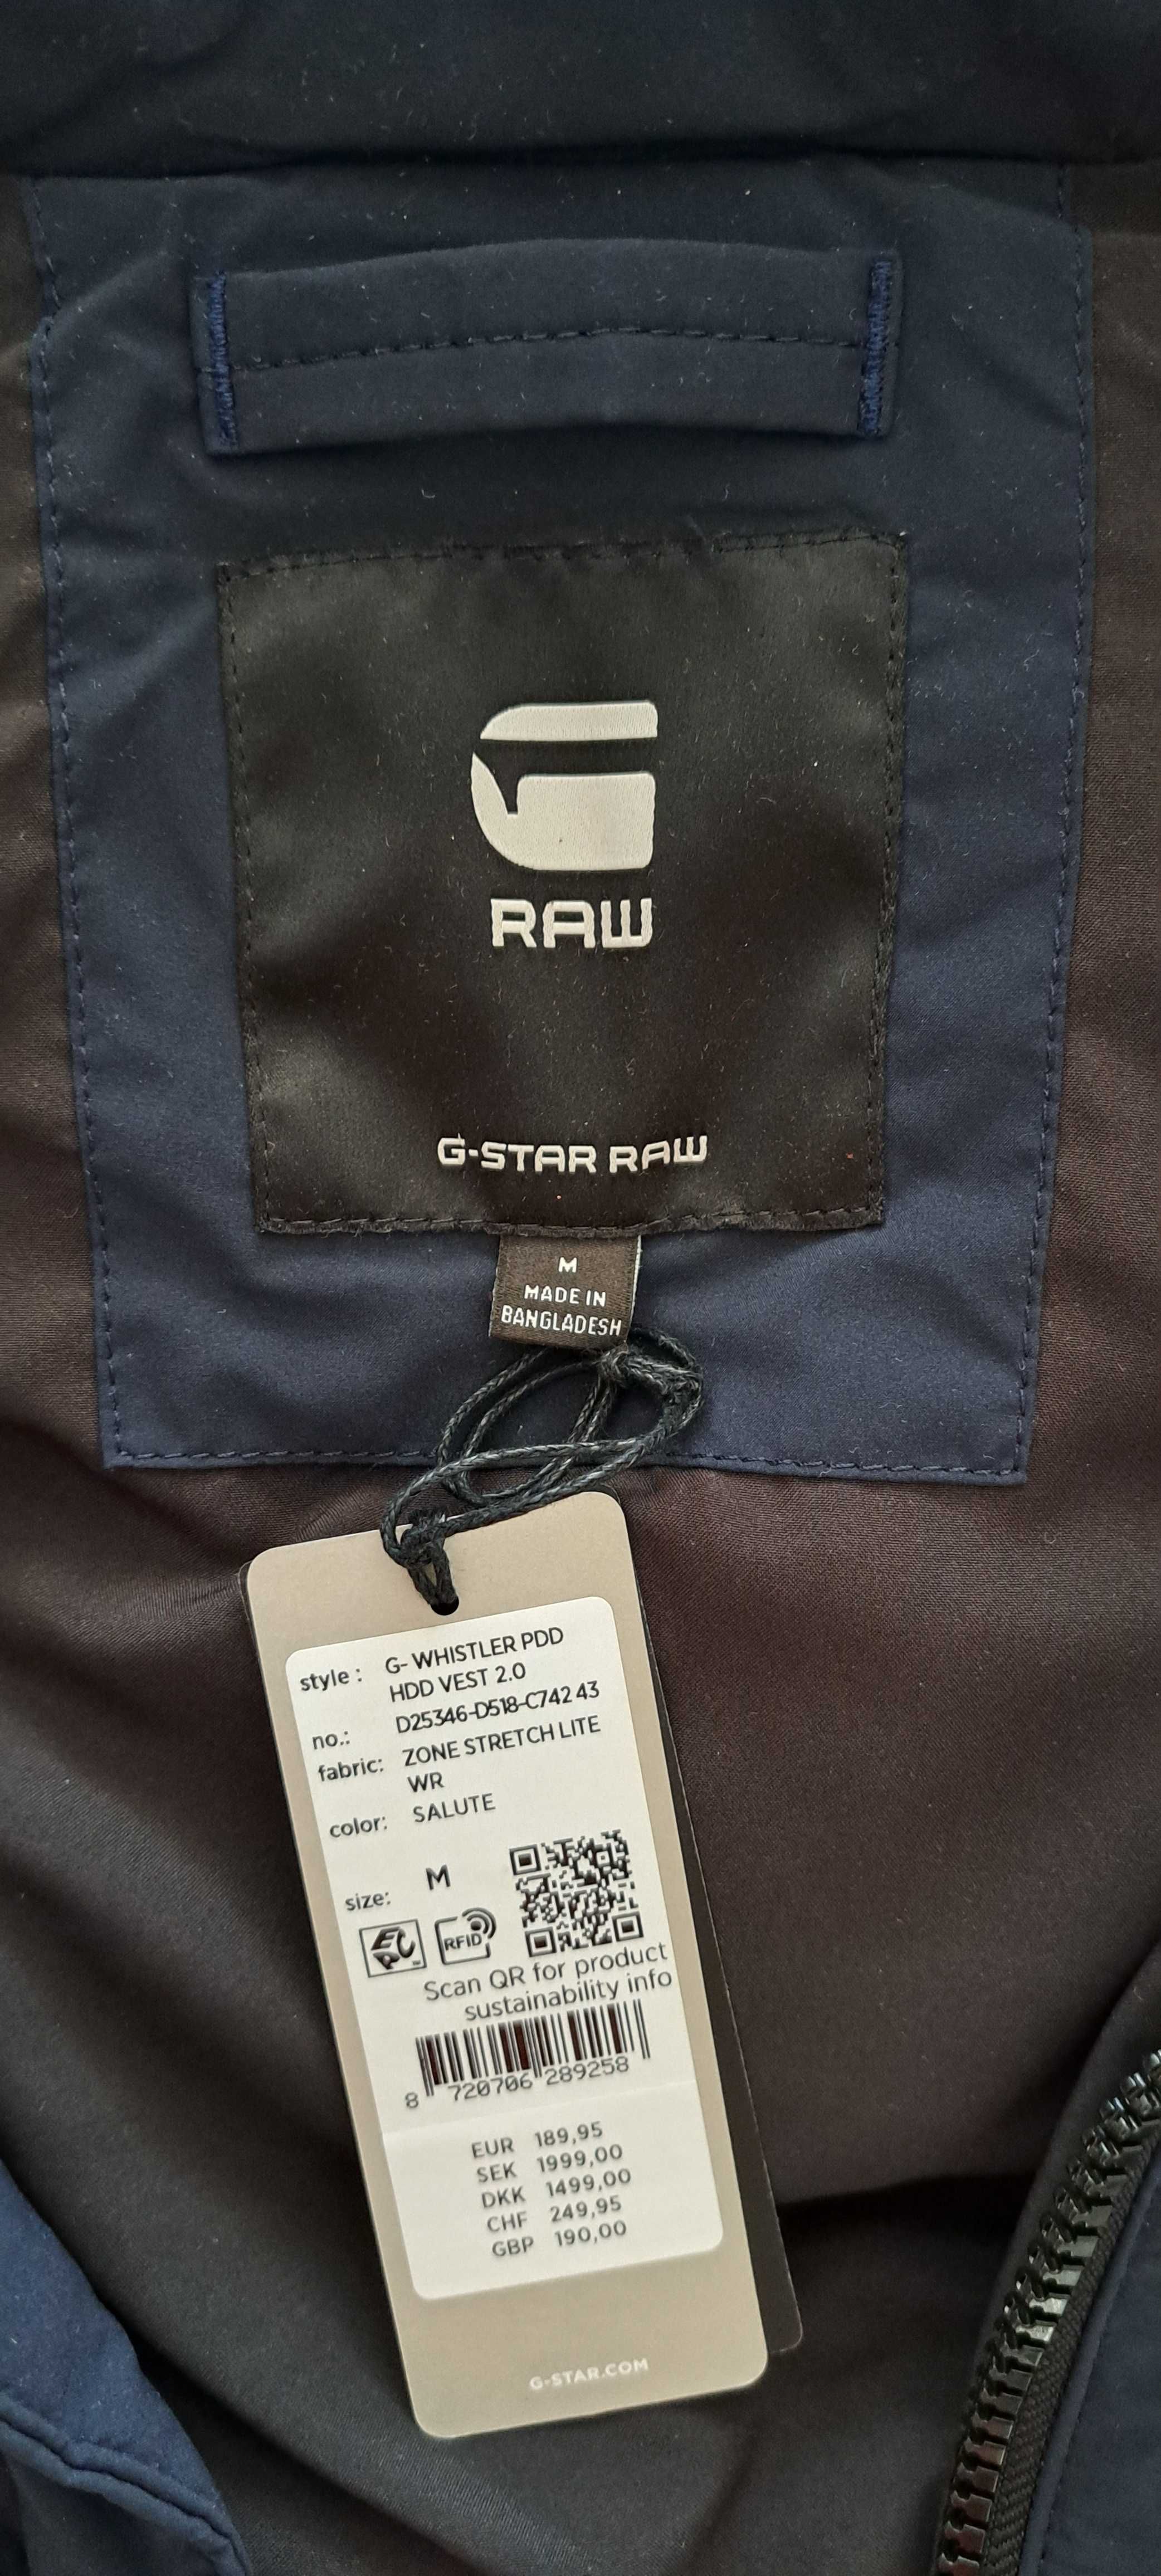 RAW
G-STAR RAW
M
MADE IN
BANGLADESH
style : G- WHISTLER PDD
HDD VEST 2.0
no.: D25346-D518-C742 43
fabric: ZONE STRETCH LITE
WR
color: SALUTE
size: M
EPC RFID
Scan QR for product
sustainability info
8 720706 289258
EUR 189,95
SEK 1999,00
DKK 1499,00
CHF 249,95
GBP 190,00
G-STAR.COM